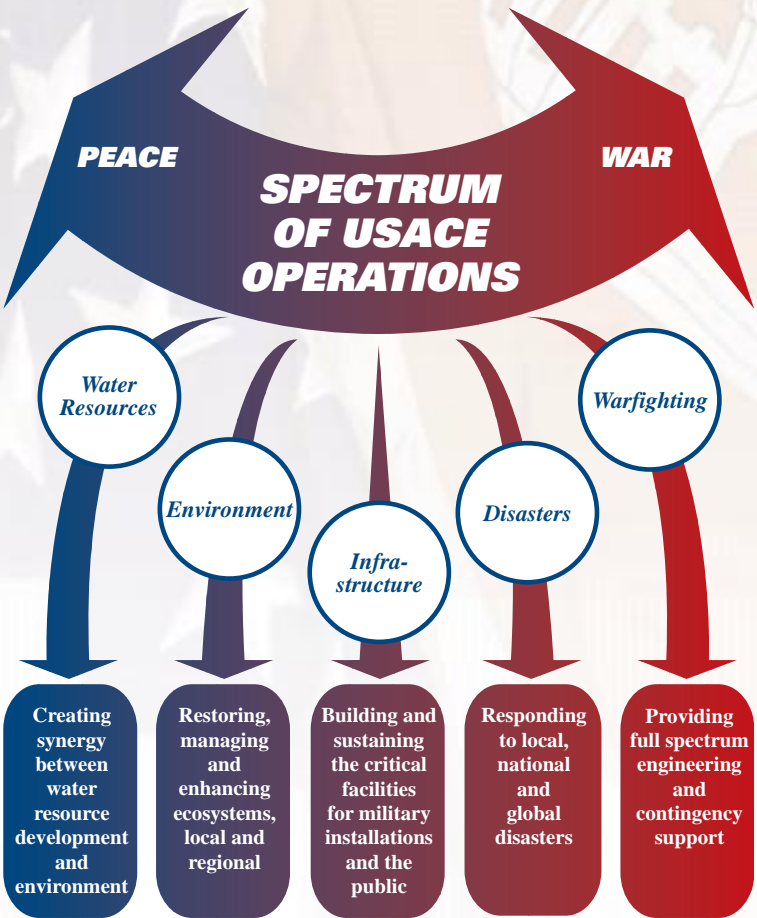 PEACE
WAR
SPECTRUM
OF USACE
OPERATIONS
Water
Resources
Environment
Infra-
structure
Disasters
Warfighting
Creating
synergy
between
water
resource
development
and
environment
Restoring,
managing
and
enhancing
ecosystems,
local and
regional
Building and
sustaining
the critical
facilities
for military
installations
and the
public
Responding
to local,
national
and
global
disasters
Providing
full spectrum
engineering
and
contingency
support